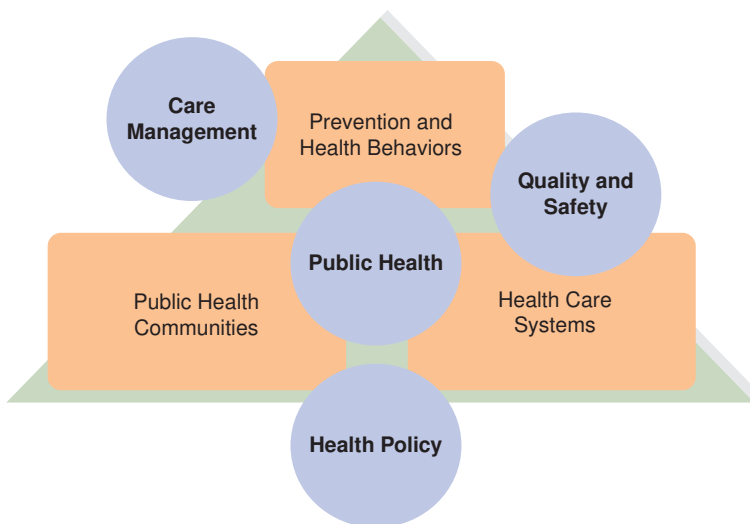 Care
Management
Prevention and
Health Behaviors
Quality and
Safety
Public Health
Public Health
Communities
Health Care
Systems
Health Policy